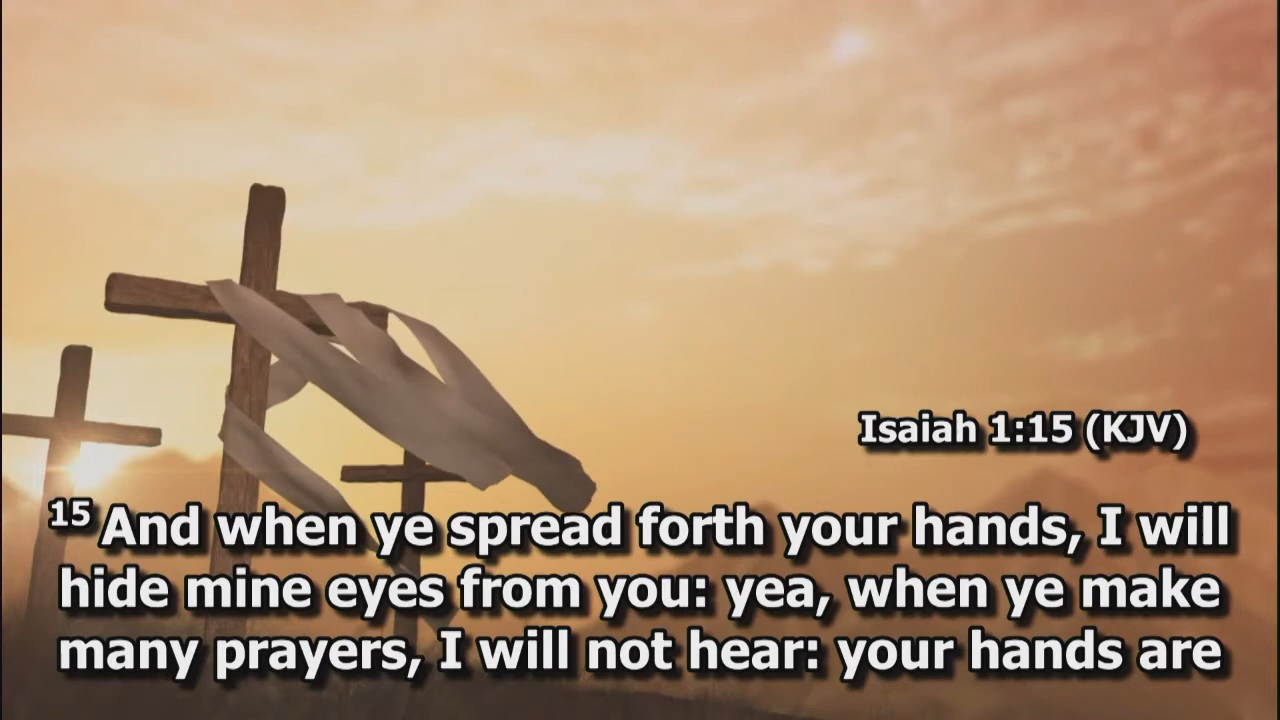 Isaiah 1:15 (KJV)
15 And when ye spread forth your hands, I will
hide mine eyes from you: yea, when ye make
many prayers, I will not hear: your hands are